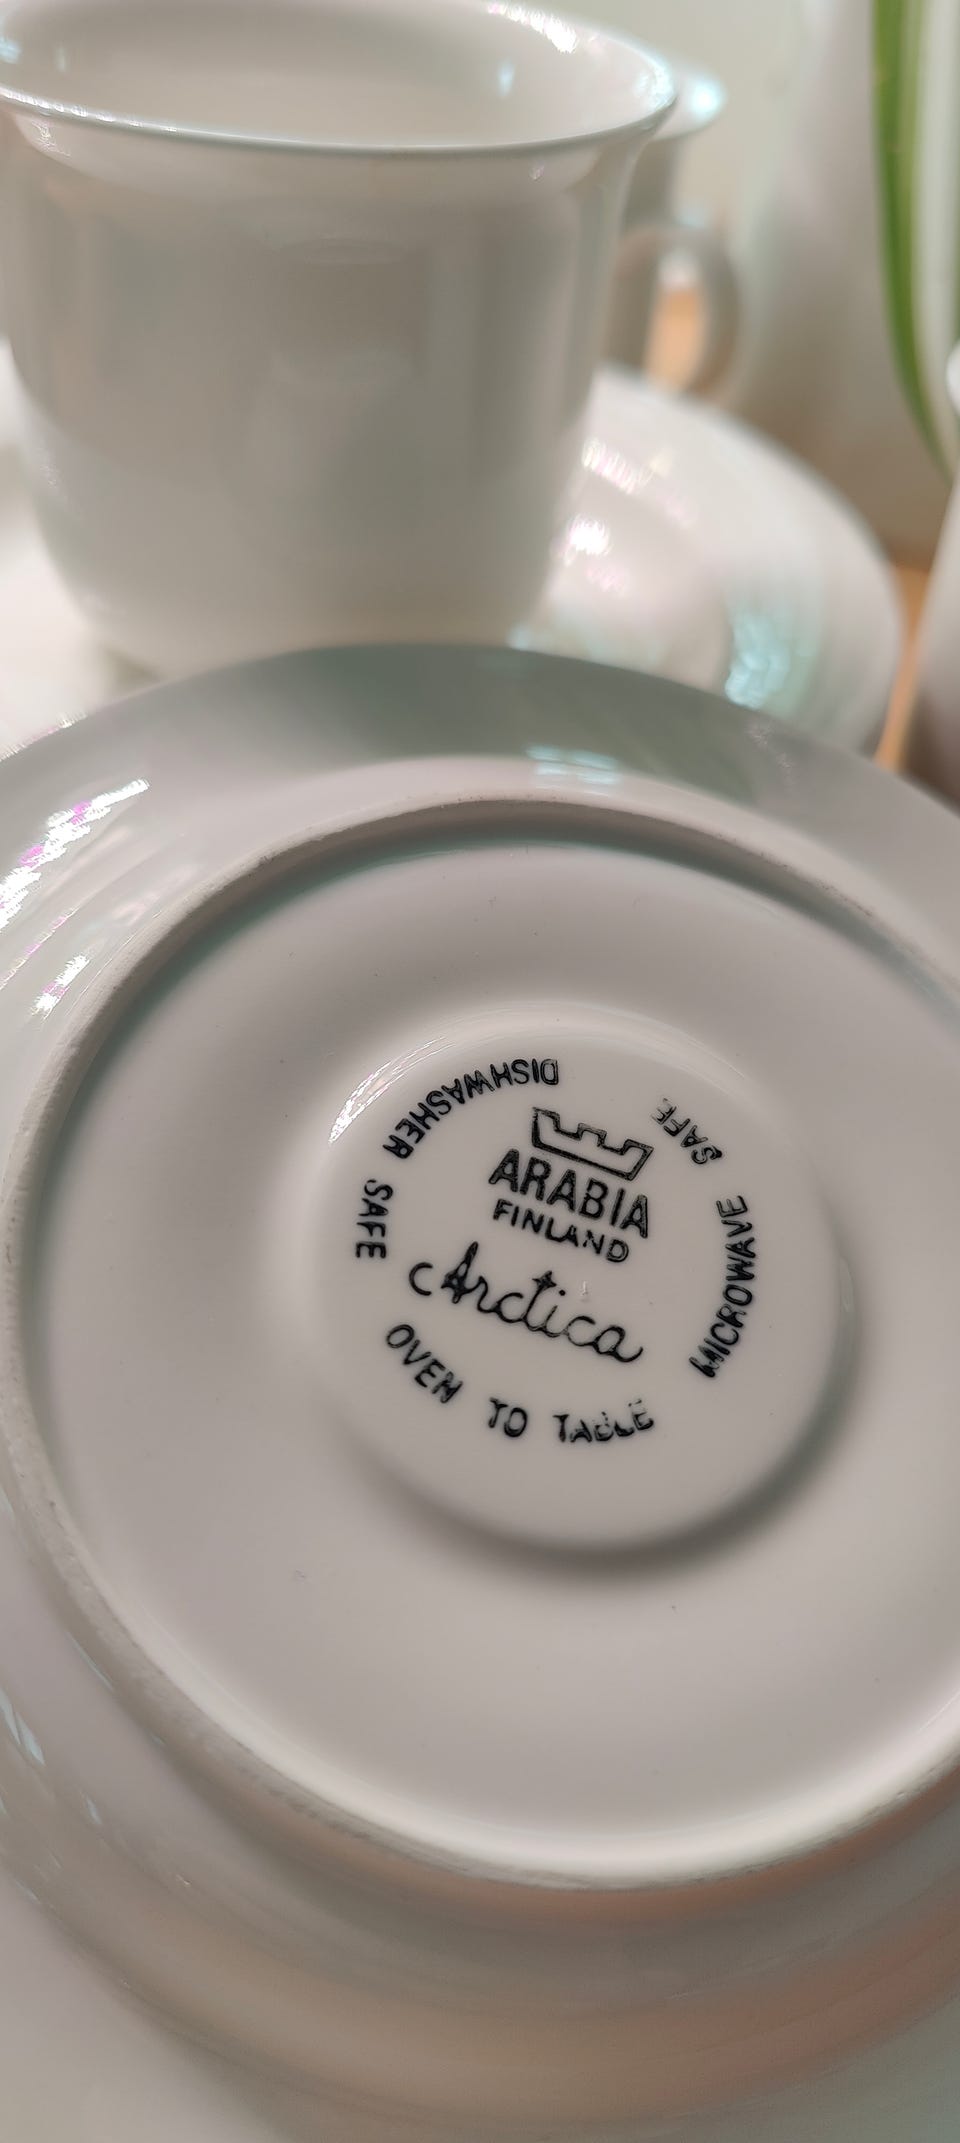 ARABIA
FINLAND
Arctica
OVEN TO TABLE
MICROWAVE SAFE
DISHWASHER SAFE